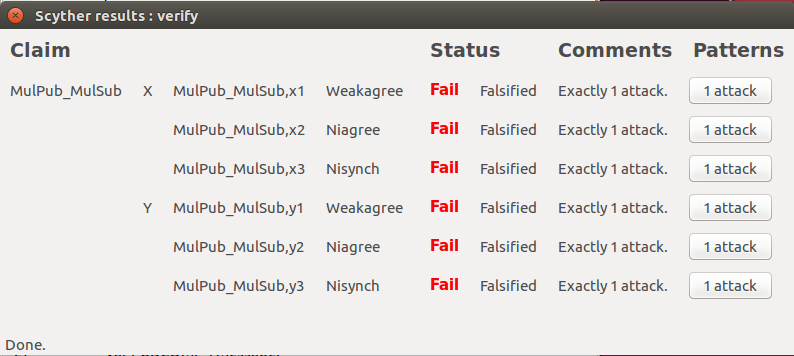 Scyther results : verify
Claim Status Comments Patterns
MulPub_MulSub X MulPub_MulSub,x1 Weakagree Fail Falsified Exactly 1 attack. 1 attack
MulPub_MulSub,x2 Niagree Fail Falsified Exactly 1 attack. 1 attack
MulPub_MulSub,x3 Nisynch Fail Falsified Exactly 1 attack. 1 attack
Y MulPub_MulSub,y1 Weakagree Fail Falsified Exactly 1 attack. 1 attack
MulPub_MulSub,y2 Niagree Fail Falsified Exactly 1 attack. 1 attack
MulPub_MulSub,y3 Nisynch Fail Falsified Exactly 1 attack. 1 attack
Done.